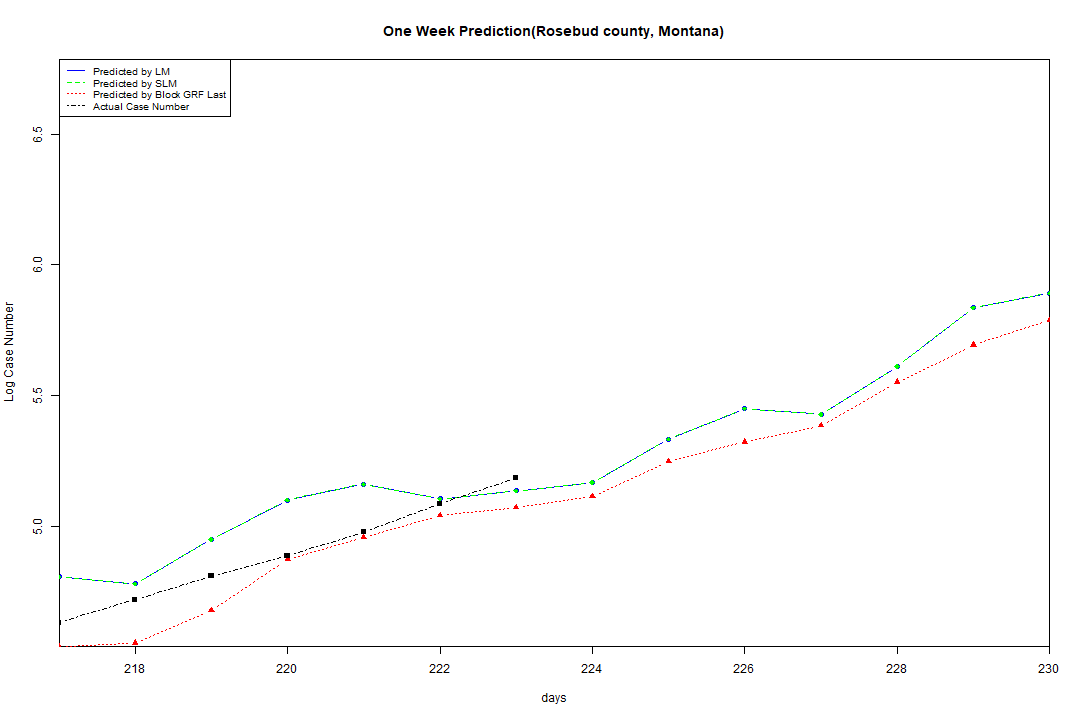 One Week Prediction(Rosebud county, Montana)
Predicted by LM
Predicted by SLM
Predicted by Block GRF Last
Actual Case Number
6.5
6.0
5.5
5.0
Log Case Number
218 220 222 224 226 228 230
days